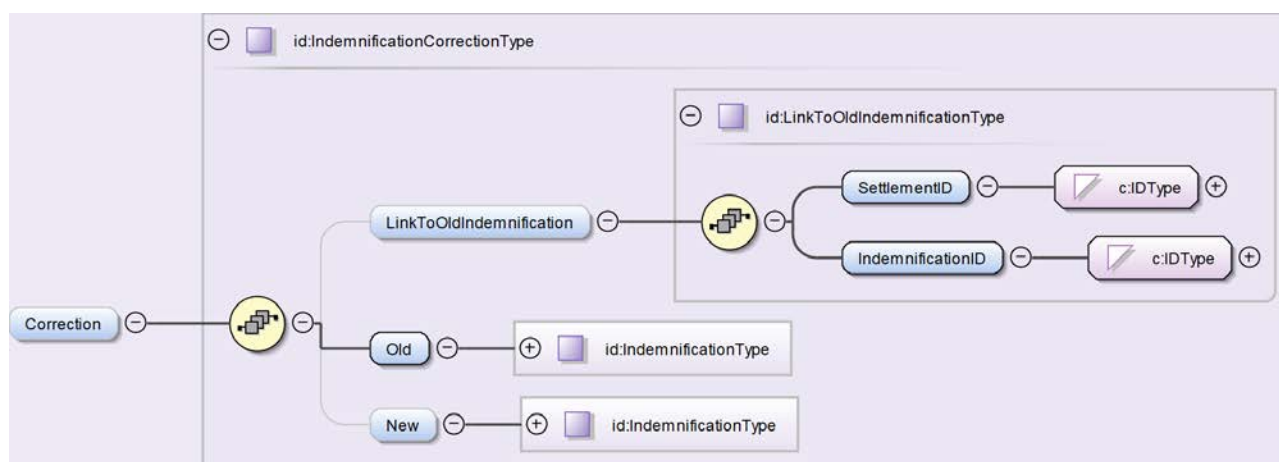 id:IndemnificationCorrectionType
id:LinkToOldIndemnificationType
SettlementID
c:IDType
LinkToOldIndemnification
IndemnificationID
c:IDType
Correction
Old
id:IndemnificationType
New
id:IndemnificationType